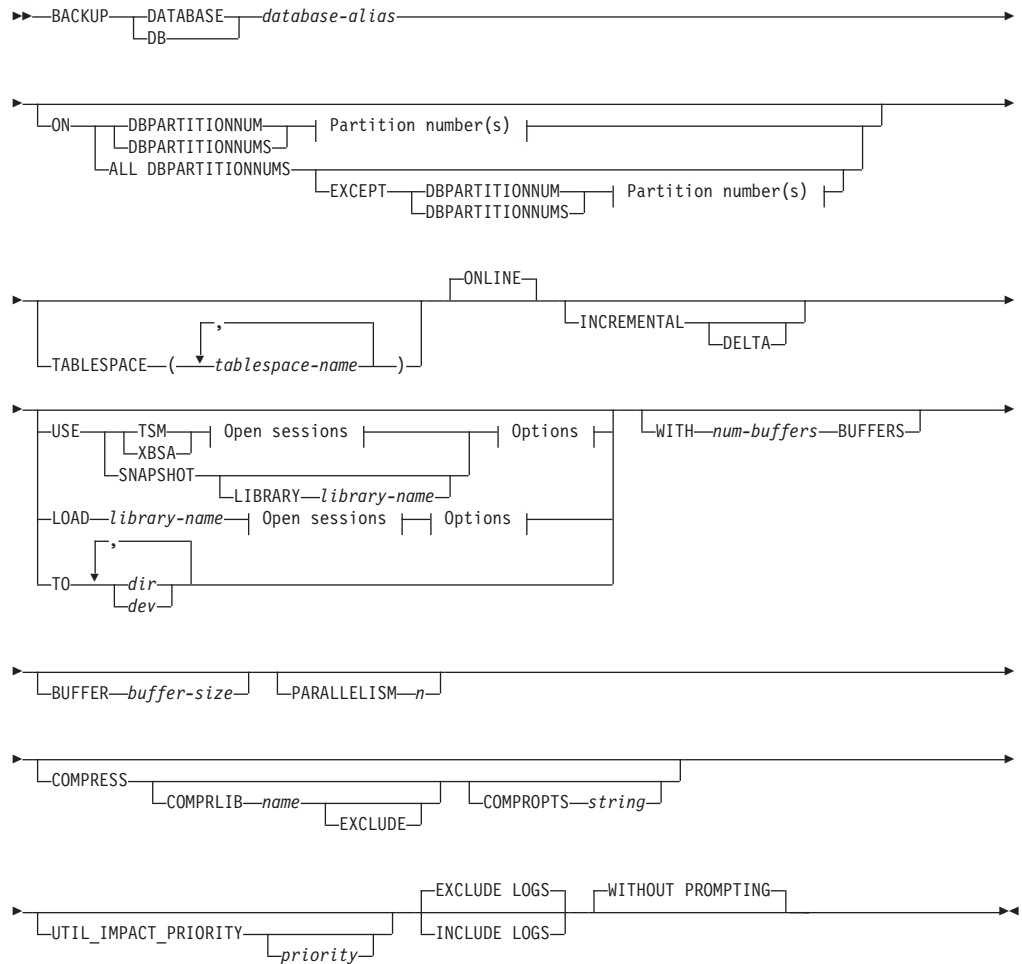 BACKUP DATABASE database-alias
DB
ON DBPARTITIONNUM Partition number(s)
DBPARTITIONNUMS
ALL DBPARTITIONNUMS
EXCEPT DBPARTITIONNUM Partition number(s)
DBPARTITIONNUMS
ONLINE
,
INCREMENTAL
DELTA
TABLESPACE ( tablespace-name )
USE TSM Open sessions Options
XBSA
WITH num-buffers BUFFERS
SNAPSHOT
LIBRARY library-name
LOAD library-name Open sessions Options
,
TO dir
dev
BUFFER buffer-size PARALLELISM n
COMPRESS
COMPRLIB name COMPROPTS string
EXCLUDE
EXCLUDE LOGS WITHOUT PROMPTING
UTIL_IMPACT_PRIORITY INCLUDE LOGS
priority